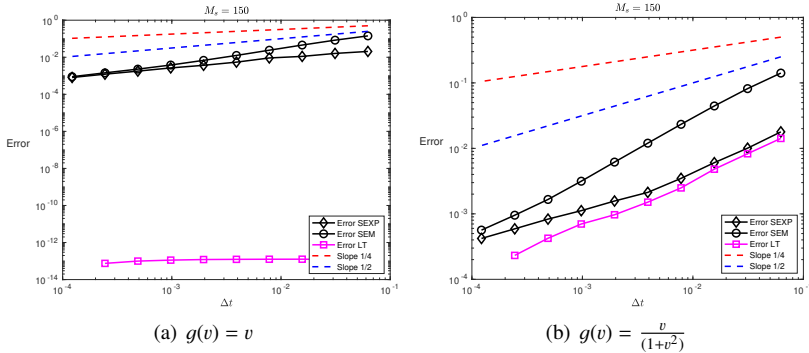 M_s = 150
10^0
10^-2
10^-4
10^-6
10^-8
10^-10
10^-12
10^-14
Error
10^-4
10^-3
10^-2
10^-1
Δt
Error SEXP
Error SEM
Error LT
Slope 1/4
Slope 1/2
(a) g(v) = v
M_s = 150
10^0
10^-1
10^-2
10^-3
10^-4
Error
10^-4
10^-3
10^-2
10^-1
Δt
Error SEXP
Error SEM
Error LT
Slope 1/4
Slope 1/2
(b) g(v) = v/(1+v^2)